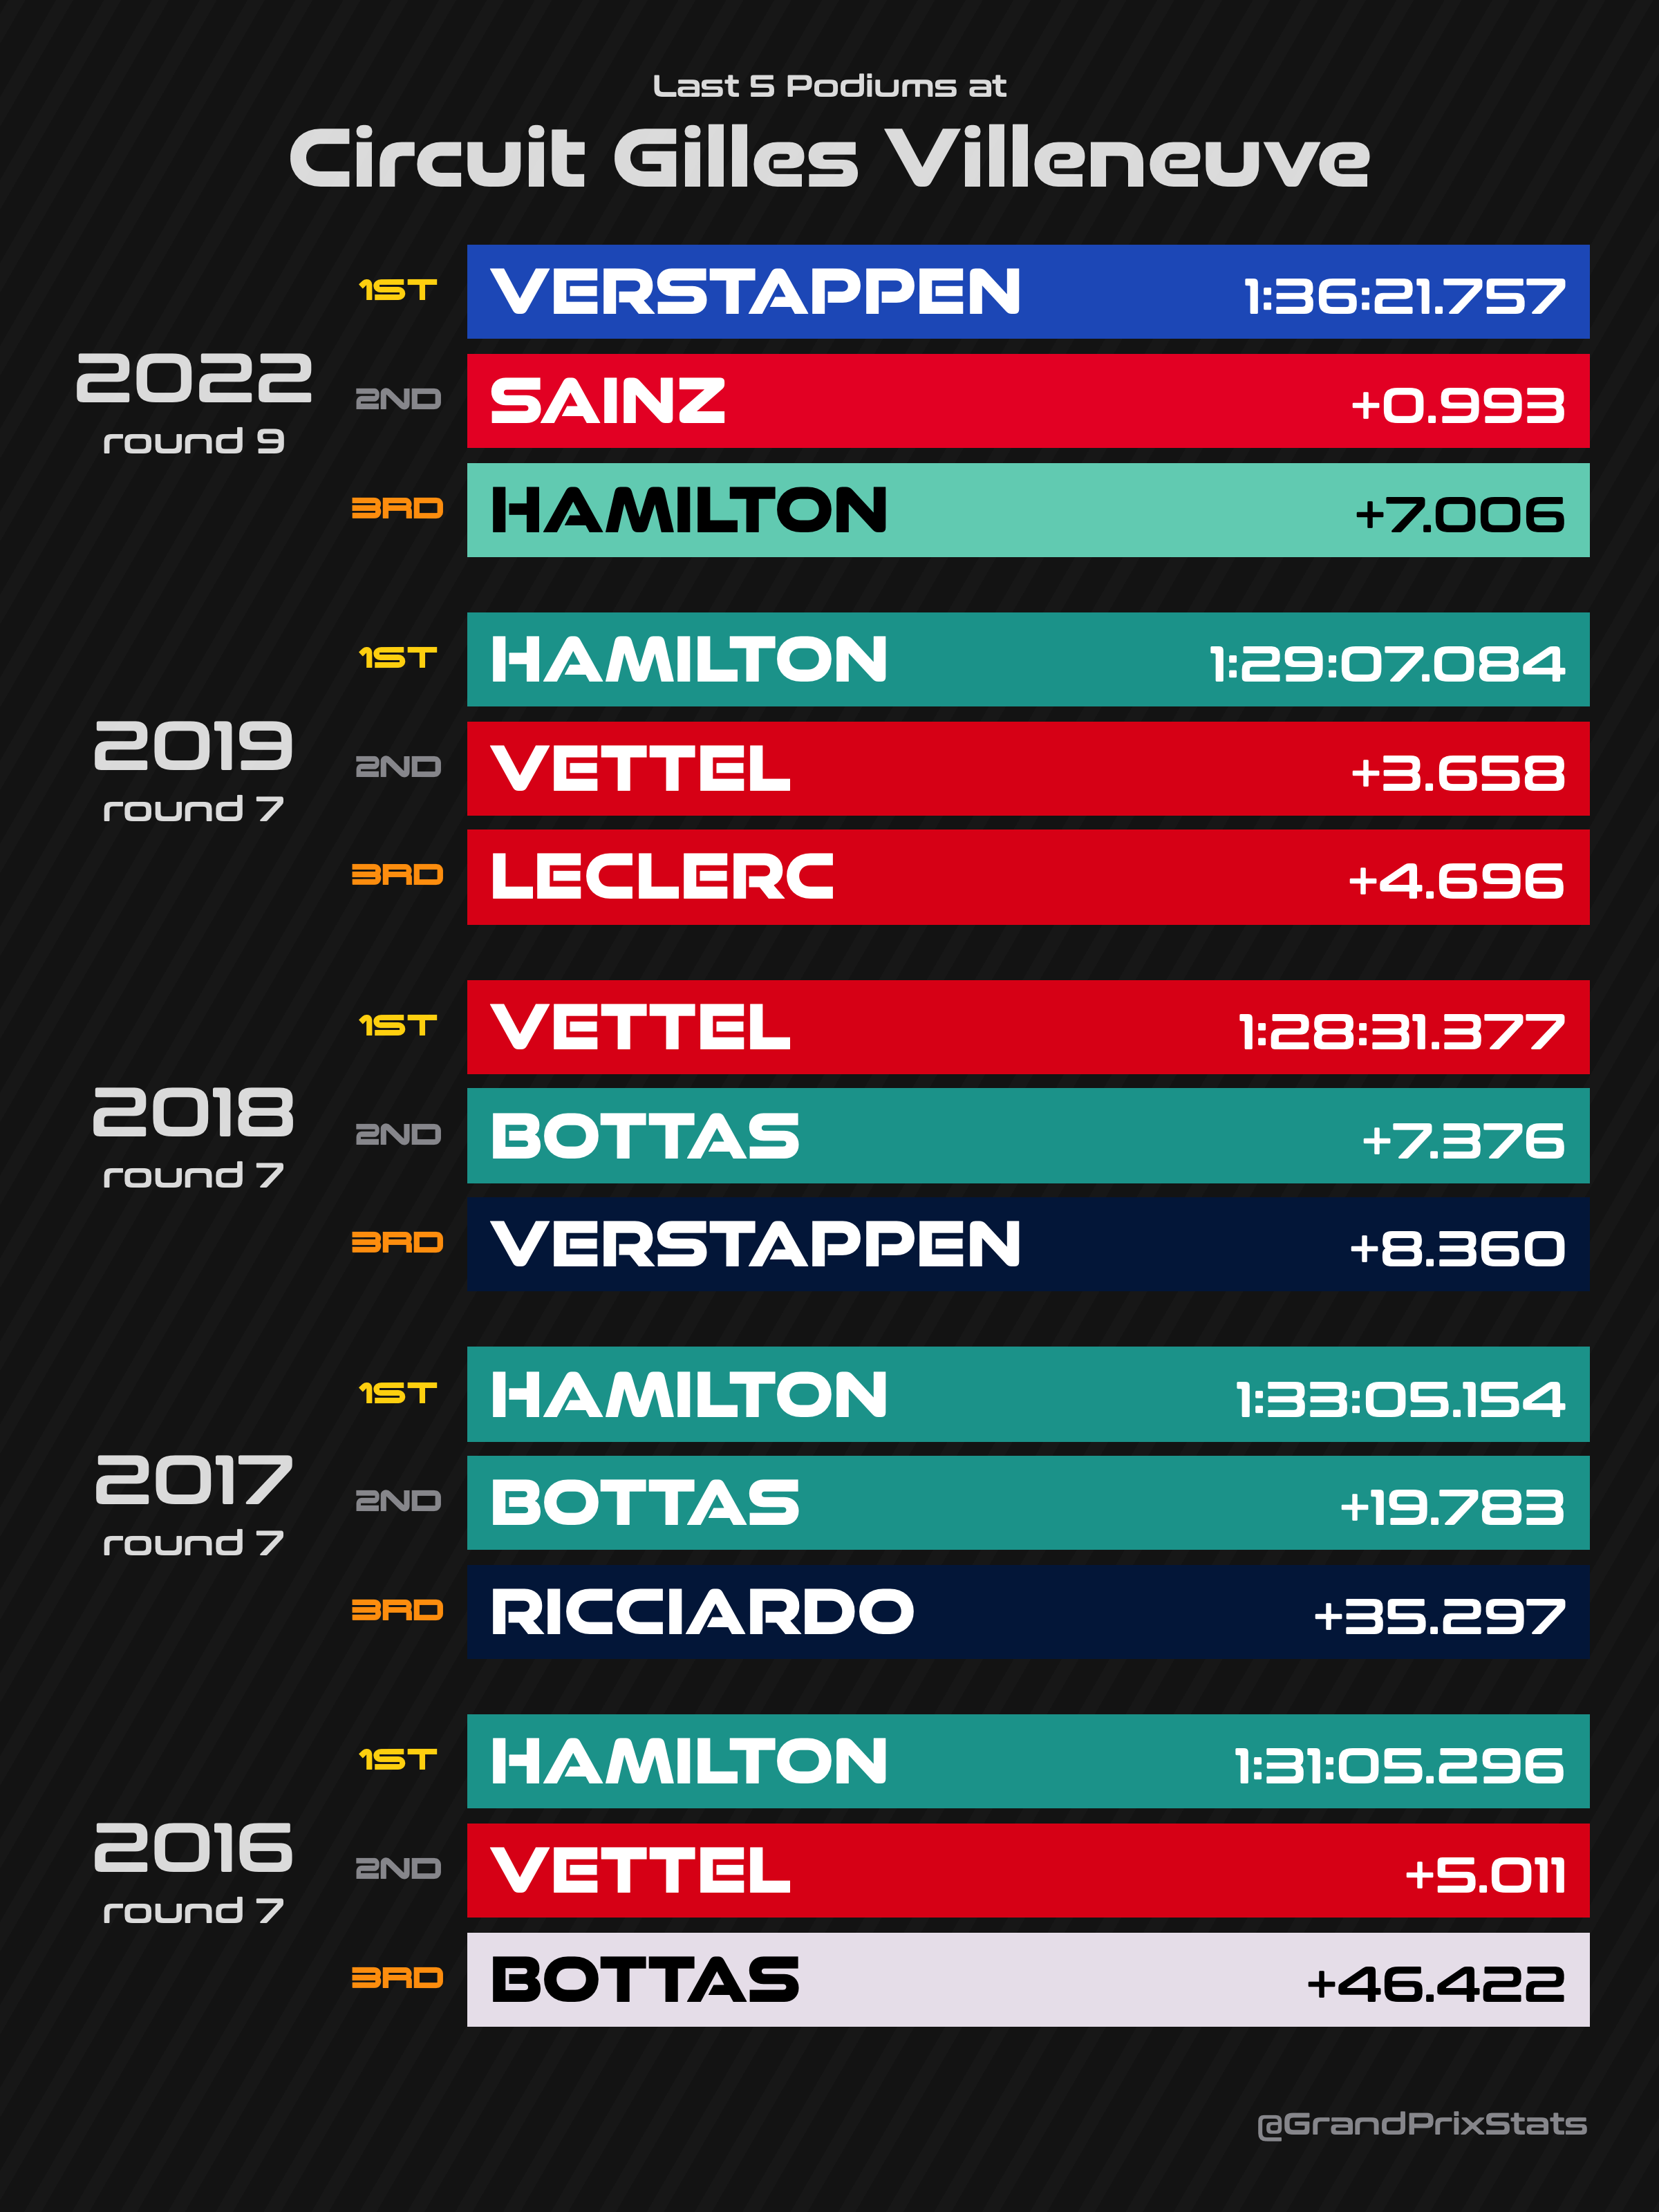 Last 5 Podiums at
Circuit Gilles Villeneuve
2022
round 9
1ST VERSTAPPEN 1:36:21.757
2ND SAINZ +0.993
3RD HAMILTON +7.006
2019
round 7
1ST HAMILTON 1:29:07.084
2ND VETTEL +3.658
3RD LECLERC +4.696
2018
round 7
1ST VETTEL 1:28:31.377
2ND BOTTAS +7.376
3RD VERSTAPPEN +8.360
2017
round 7
1ST HAMILTON 1:33:05.154
2ND BOTTAS +19.783
3RD RICCIARDO +35.297
2016
round 7
1ST HAMILTON 1:31:05.296
2ND VETTEL +5.011
3RD BOTTAS +46.422
@GrandPrixStats